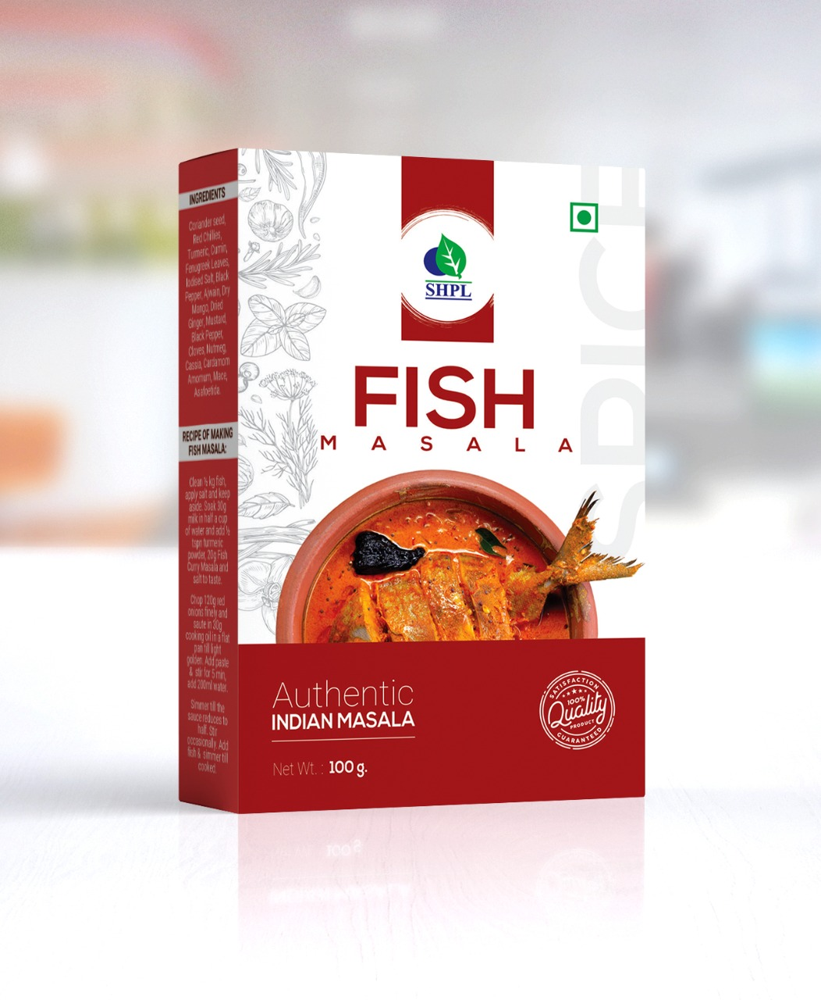 INGREDIENTS
Coriander seed,
Red Chillies,
Turmeric, Cumin,
Fenugreek Leaves,
Iodised Salt, Black
Pepper, Ajwain, Dry
Mango, Dried
Ginger, Mustard,
Black Pepper,
Cloves, Nutmeg,
Cassia, Cardamom
Amomum, Mace,
Asafoetida.
RECIPE OF MAKING
FISH MASALA:
Clean ½ kg fish,
apply salt and keep
aside. Soak 30g
milk in half a cup
of water and add ½
tspn turmeric
powder, 20g Fish
Curry Masala and
salt to taste.
Chop 120g red
onions finely and
saute in 30g
cooking oil in a flat
pan till light
golden. Add paste
& stir for 5 min,
add 200ml water.
Simmer till the
sauce reduces to
half. Stir
occasionally. Add
fish & simmer till
cooked.
SHPL
SPICE
FISH
MASALA
Authentic
INDIAN MASALA
Net Wt. : 100 g.
SATISFACTION
100%
Quality
PRODUCT
GUARANTEED